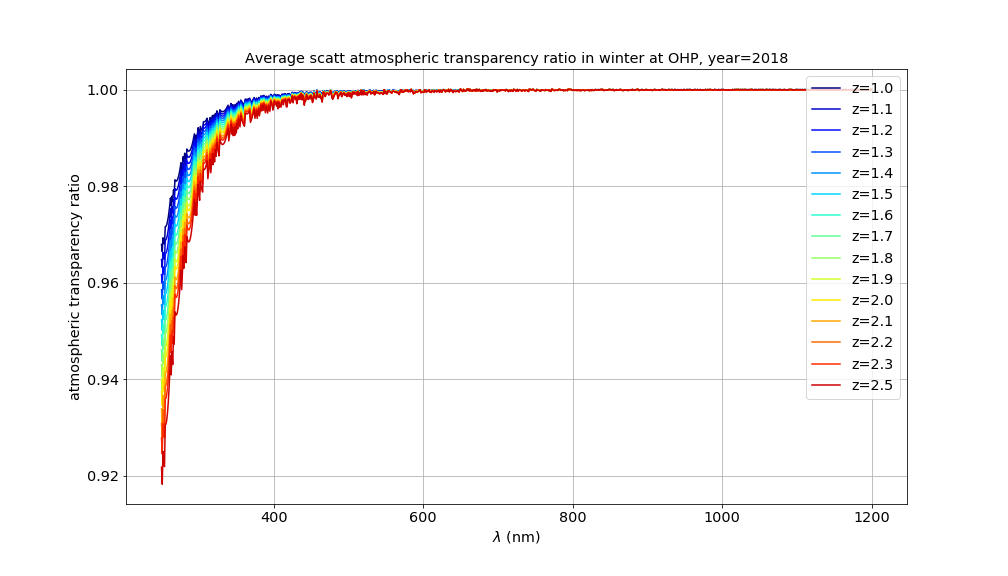 Average scatt atmospheric transparency ratio in winter at OHP, year=2018
atmospheric transparency ratio
1.00
0.98
0.96
0.94
0.92
400
600
800
1000
1200
λ (nm)
z=1.0
z=1.1
z=1.2
z=1.3
z=1.4
z=1.5
z=1.6
z=1.7
z=1.8
z=1.9
z=2.0
z=2.1
z=2.2
z=2.3
z=2.5